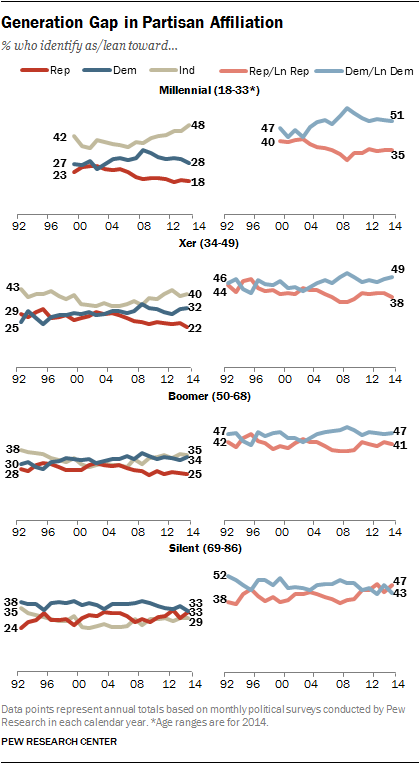 Generation Gap in Partisan Affiliation
% who identify as/lean toward...
Rep Dem Ind Rep/Ln Rep Dem/Ln Dem
Millennial (18-33*)
42 48
27 28
23 18
47 51
40 35
92 96 00 04 08 12 14 92 96 00 04 08 12 14
Xer (34-49)
43 40
29 32
25 22
46 49
44 38
92 96 00 04 08 12 14 92 96 00 04 08 12 14
Boomer (50-68)
38 35
30 34
28 25
47 47
42 41
92 96 00 04 08 12 14 92 96 00 04 08 12 14
Silent (69-86)
38 33
35 33
24 29
52 47
38 43
92 96 00 04 08 12 14 92 96 00 04 08 12 14
Data points represent annual totals based on monthly political surveys conducted by Pew
Research in each calendar year. *Age ranges are for 2014.
PEW RESEARCH CENTER